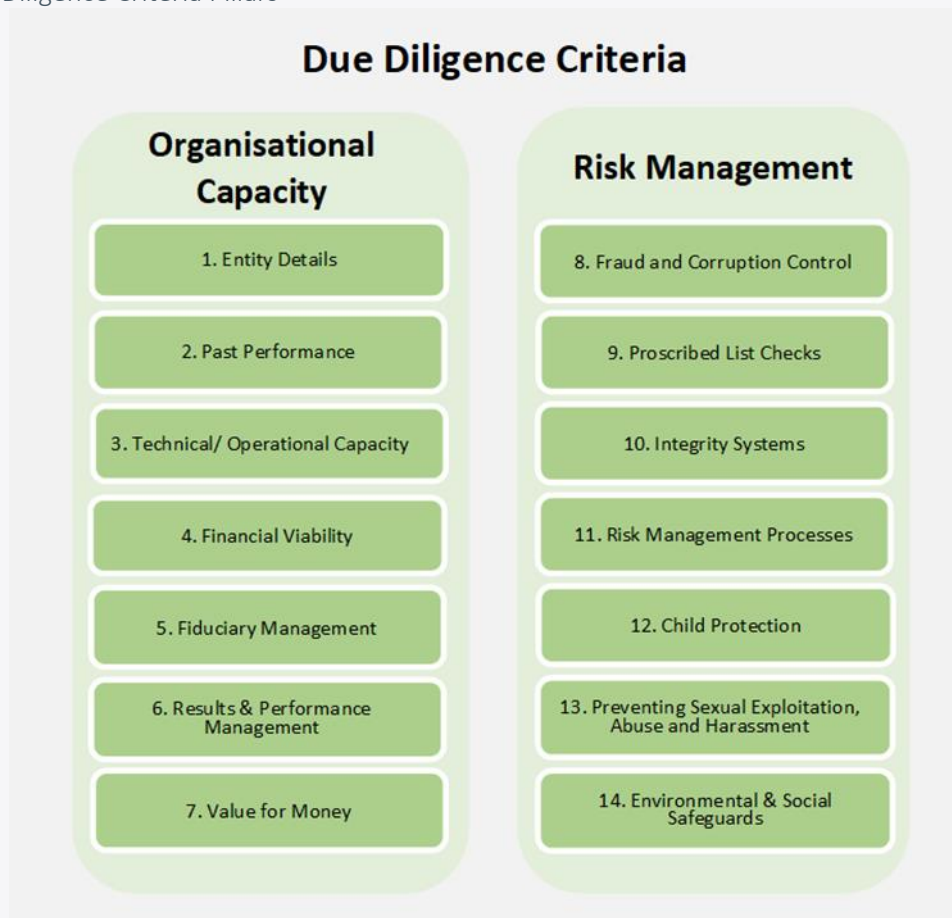 Diligence Criteria Pillars
Due Diligence Criteria
Organisational
Capacity
1. Entity Details
2. Past Performance
3. Technical/ Operational Capacity
4. Financial Viability
5. Fiduciary Management
6. Results & Performance
Management
7. Value for Money
Risk Management
8. Fraud and Corruption Control
9. Proscribed List Checks
10. Integrity Systems
11. Risk Management Processes
12. Child Protection
13. Preventing Sexual Exploitation,
Abuse and Harassment
14. Environmental & Social
Safeguards